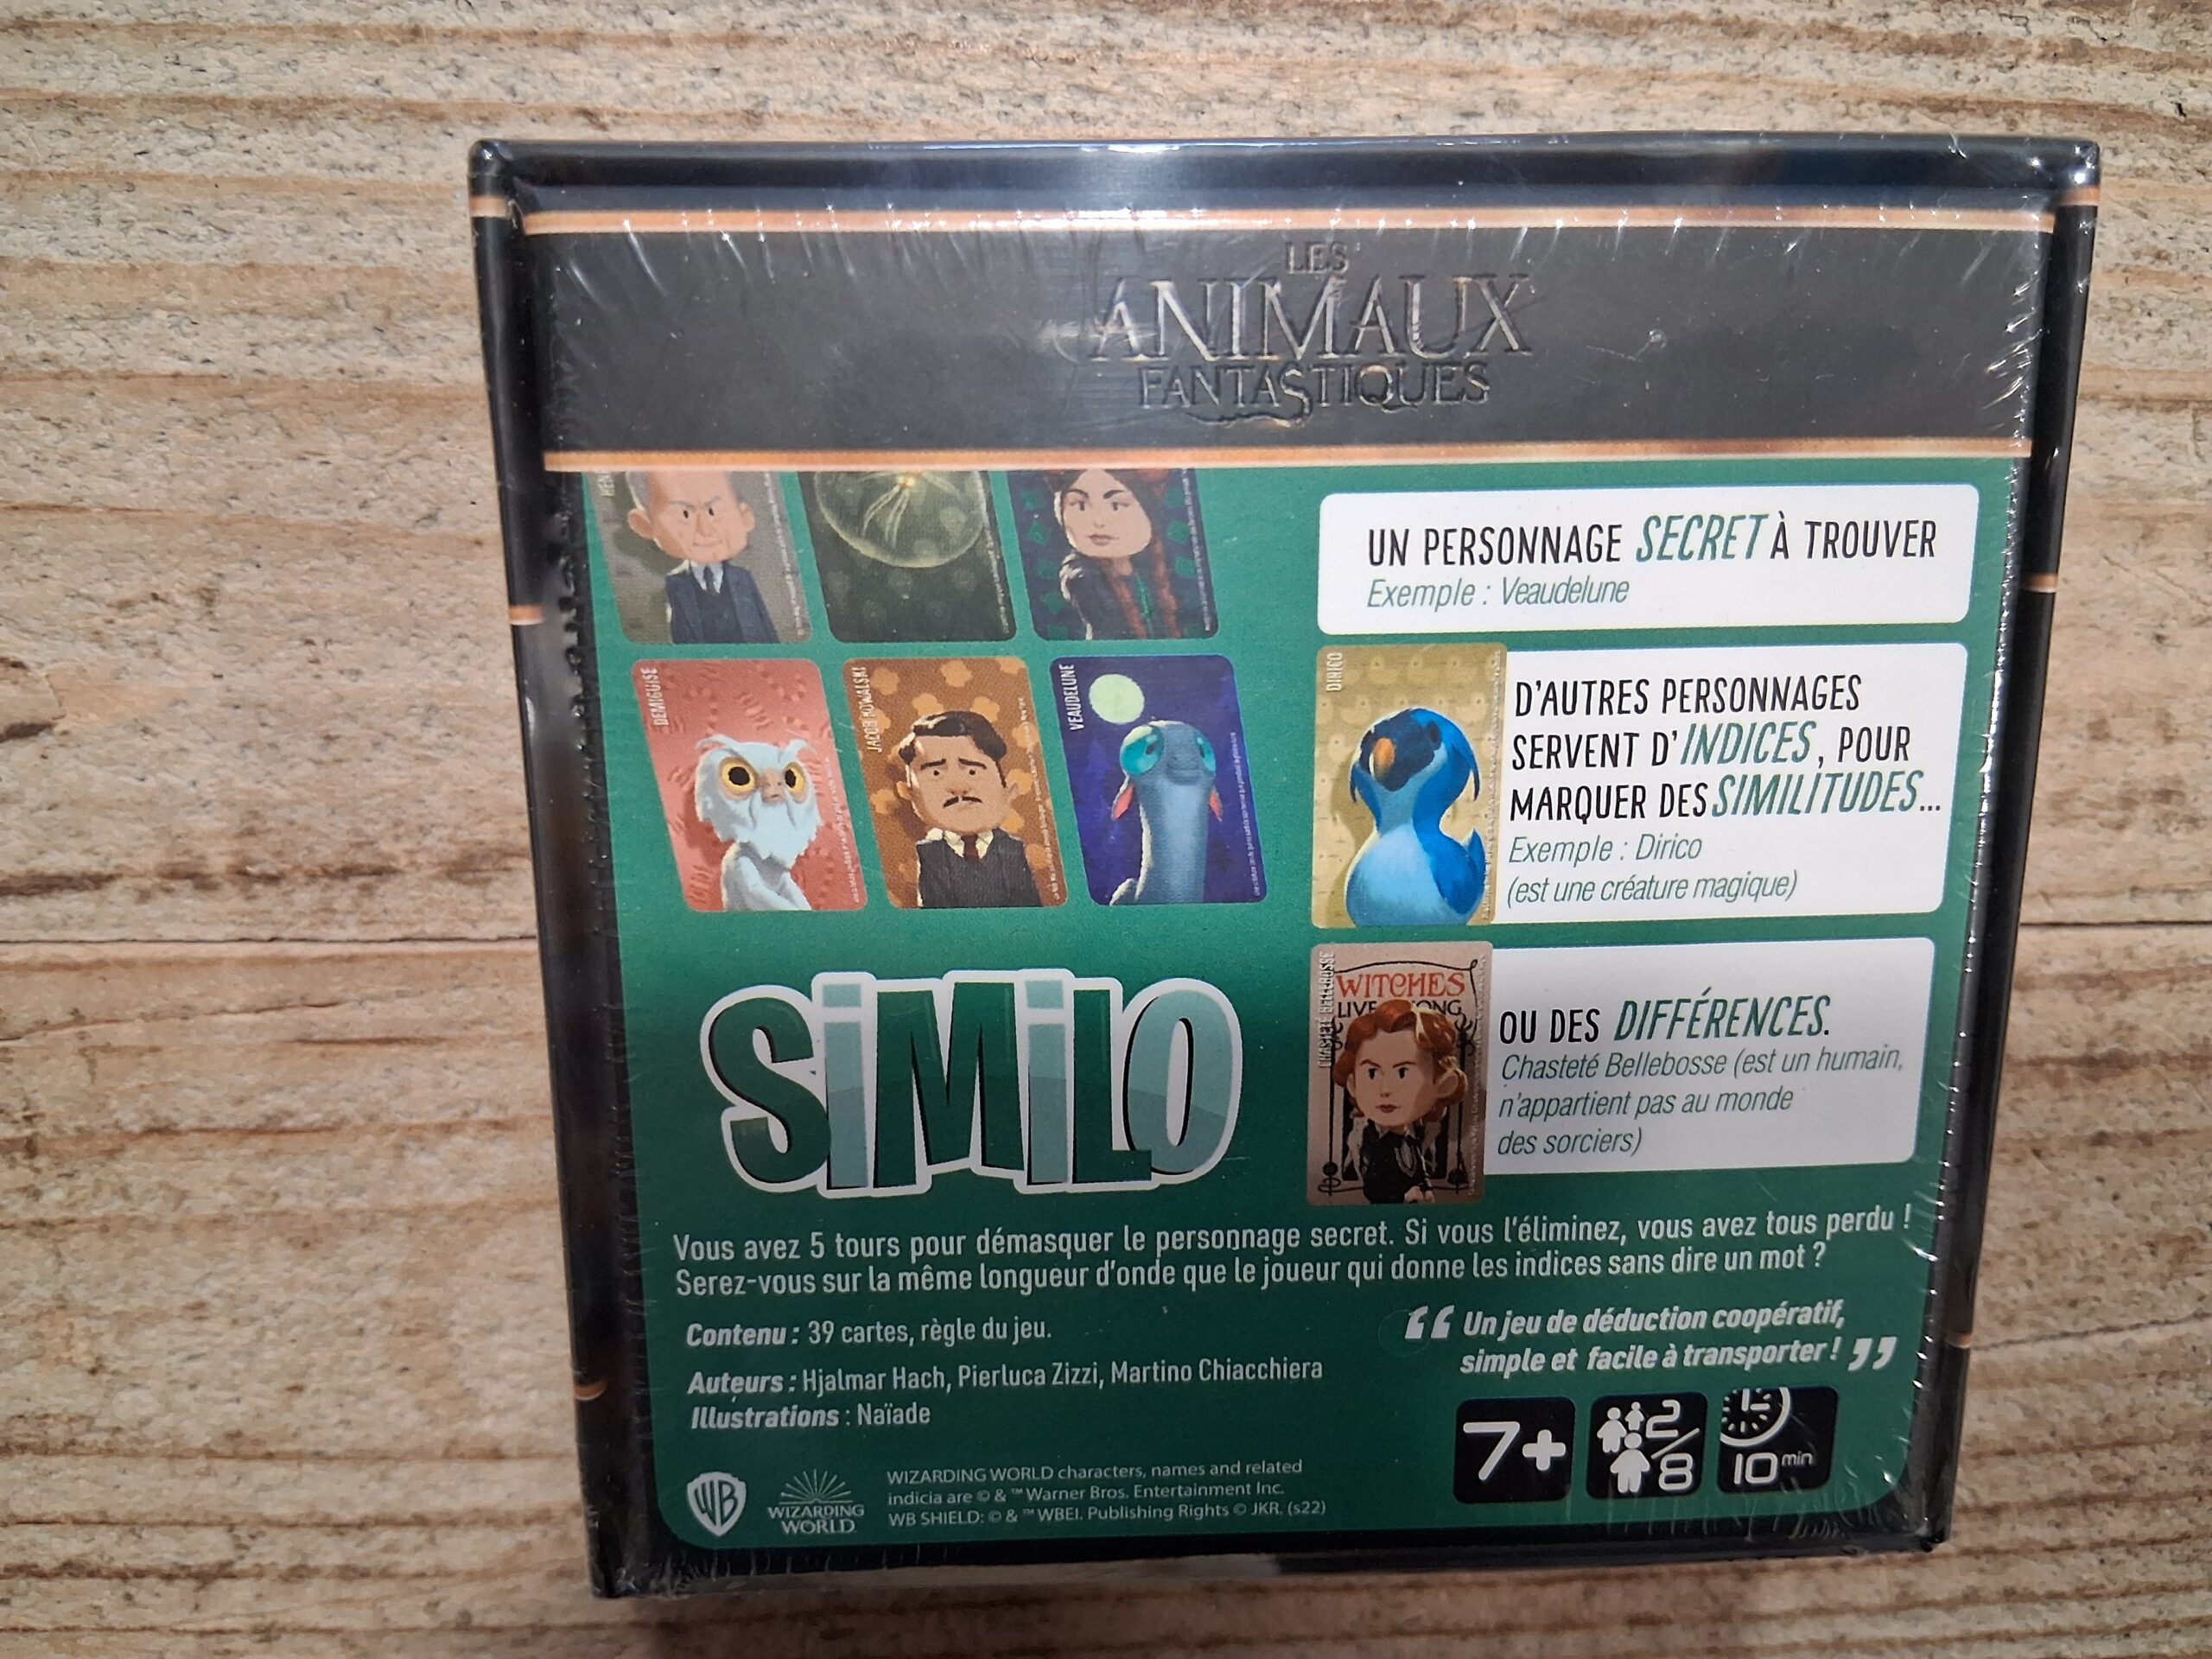 LES
ANIMAUX
FANTASTIQUES
UN PERSONNAGE SECRET À TROUVER
Exemple : Veaudelune
DEMIGUISE
JACOB KOWALSKI
VEAUDELUNE
DIRICO
D'AUTRES PERSONNAGES
SERVENT D'INDICES, POUR
MARQUER DES SIMILITUDES...
Exemple : Dirico
(est une créature magique)
CHASTETÉ BELLEBOSSE
WITCHES
LIVE
OU DES DIFFÉRENCES.
Chasteté Bellebosse (est un humain,
n'appartient pas au monde
des sorciers)
SiMiLO
Vous avez 5 tours pour démasquer le personnage secret. Si vous l'éliminez, vous avez tous perdu !
Serez-vous sur la même longueur d'onde que le joueur qui donne les indices sans dire un mot ?
Contenu : 39 cartes, règle du jeu.
Auteurs : Hjalmar Hach, Pierluca Zizzi, Martino Chiacchiera
Illustrations : Naïade
“ Un jeu de déduction coopératif,
simple et facile à transporter ! ”
7+
2/8
10 min
WB
WIZARDING
WORLD
WIZARDING WORLD characters, names and related
indicia are © & ™ Warner Bros. Entertainment Inc.
WB SHIELD: © & ™ WBEI. Publishing Rights © JKR. (s22)